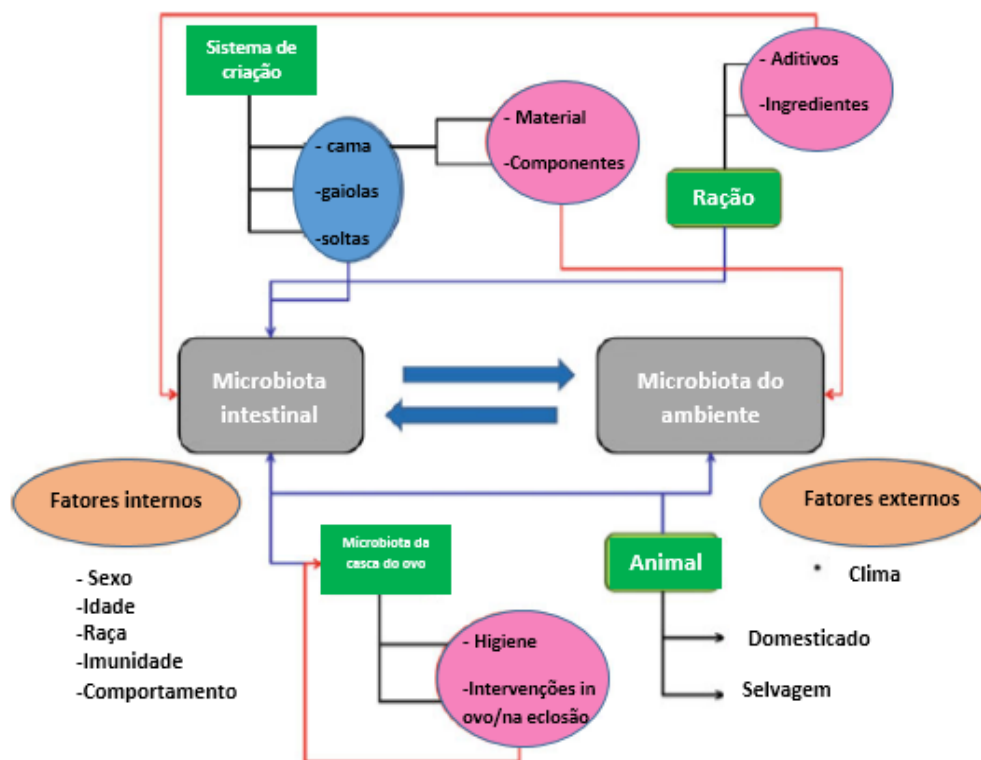 Sistema de
criação
- Aditivos
-Ingredientes
- cama
-gaiolas
-soltas
- Material
-Componentes
Ração
Microbiota
intestinal
Microbiota do
ambiente
Fatores internos
- Sexo
-Idade
-Raça
-Imunidade
-Comportamento
Microbiota da
casca do ovo
- Higiene
-Intervenções in
ovo/na eclosão
Animal
Domesticado
Selvagem
Fatores externos
* Clima